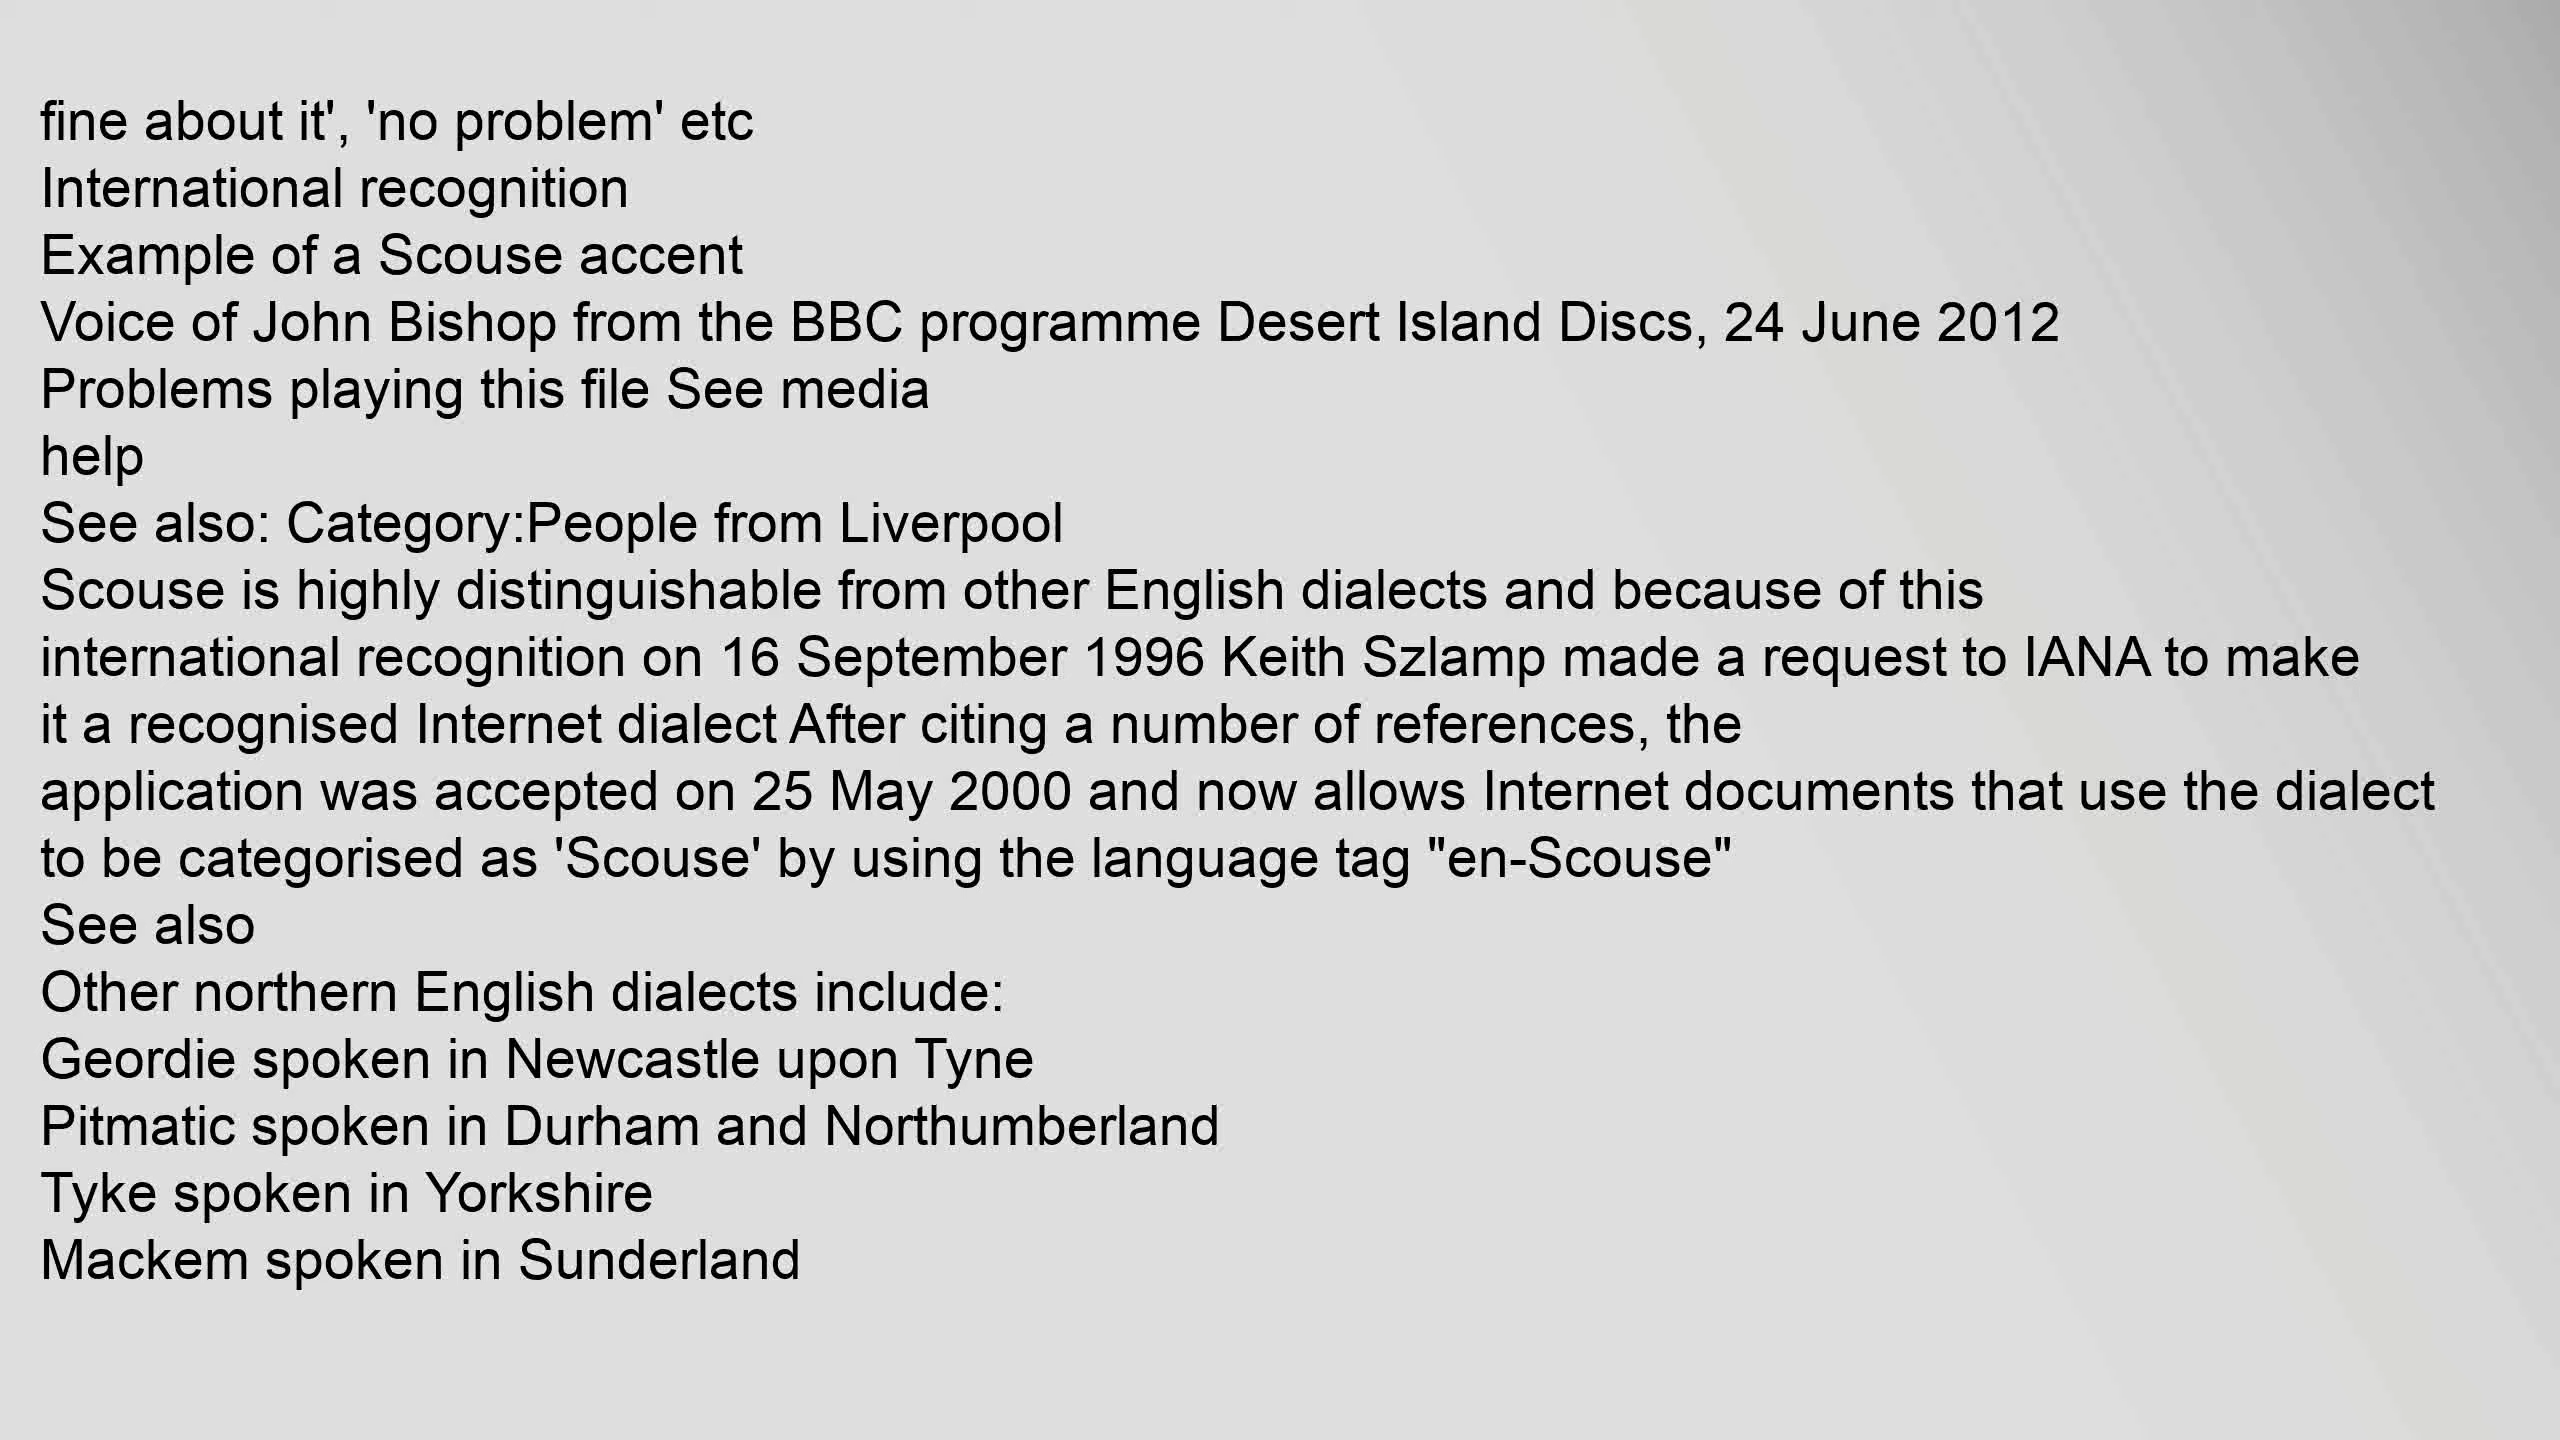 fine about it', 'no problem' etc
International recognition
Example of a Scouse accent
Voice of John Bishop from the BBC programme Desert Island Discs, 24 June 2012
Problems playing this file See media
help
See also: Category:People from Liverpool
Scouse is highly distinguishable from other English dialects and because of this
international recognition on 16 September 1996 Keith Szlamp made a request to IANA to make
it a recognised Internet dialect After citing a number of references, the
application was accepted on 25 May 2000 and now allows Internet documents that use the dialect
to be categorised as 'Scouse' by using the language tag "en-Scouse"
See also
Other northern English dialects include:
Geordie spoken in Newcastle upon Tyne
Pitmatic spoken in Durham and Northumberland
Tyke spoken in Yorkshire
Mackem spoken in Sunderland